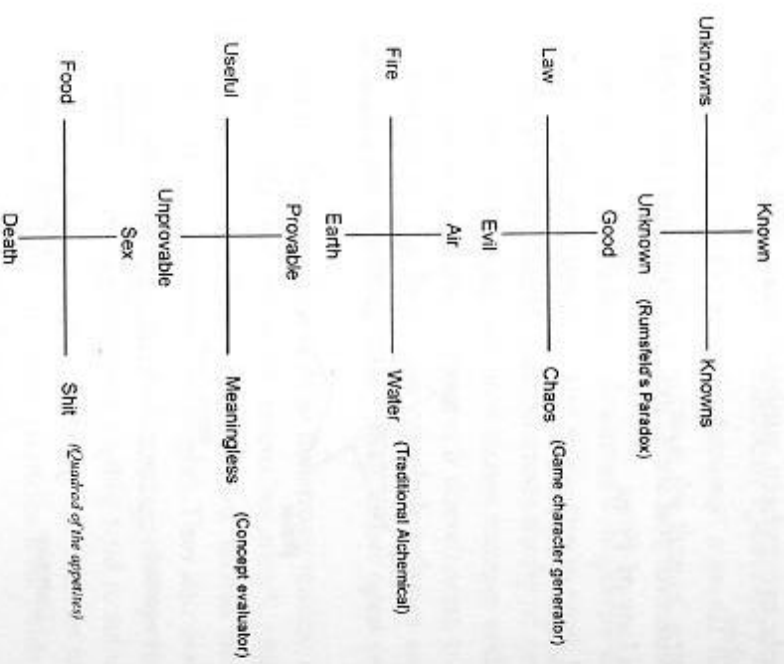 Known
Unknowns Knowns
Unknown (Rumsfeld's Paradox)
Good
Law Chaos (Game character generator)
Evil
Air
Fire Water (Traditional Alchemical)
Earth
Provable
Useful Meaningless (Concept evaluator)
Unprovable
Sex
Food Shit (Quadrad of the appetites)
Death